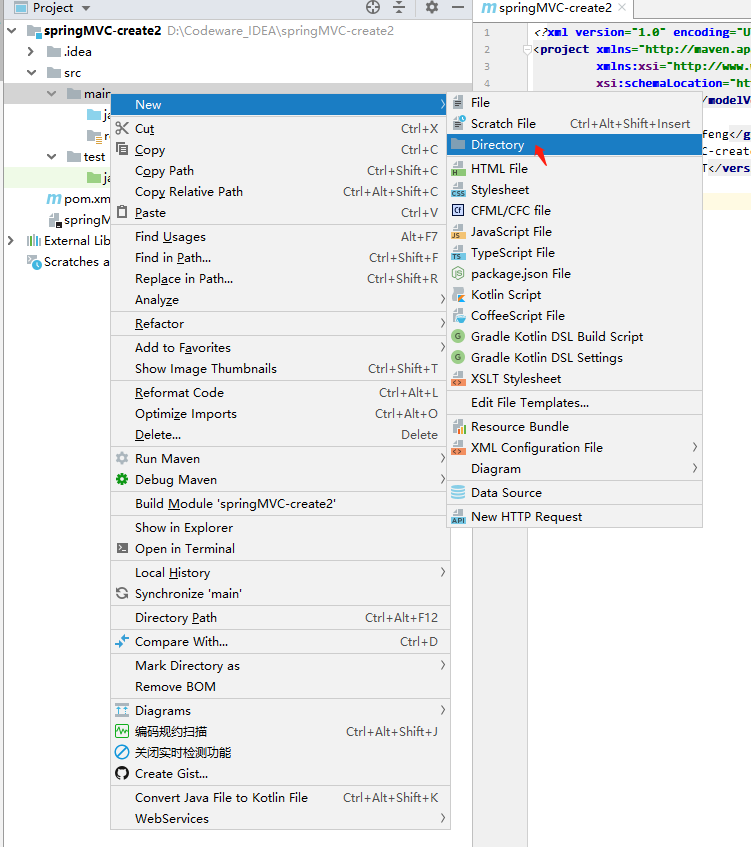 Project
springMVC-create2 D:\Codeware_IDEA\springMVC-create2
.idea
src
main
ja
re
test
ja
pom.xm
springM
External Lib
Scratches a
springMVC-create2
1 <?xml version="1.0" encoding="U
2 <project xmlns="http://maven.ap
3 xmlns:xsi="http://www.
4 xsi:schemaLocation="ht
/modelV
feng</g
C-create
T</vers
New
Cut Ctrl+X
Copy Ctrl+C
Copy Path Ctrl+Shift+C
Copy Relative Path Ctrl+Alt+Shift+C
Paste Ctrl+V
Find Usages Alt+F7
Find in Path... Ctrl+Shift+F
Replace in Path... Ctrl+Shift+R
Analyze
Refactor
Add to Favorites
Show Image Thumbnails Ctrl+Shift+T
Reformat Code Ctrl+Alt+L
Optimize Imports Ctrl+Alt+O
Delete... Delete
Run Maven
Debug Maven
Build Module 'springMVC-create2'
Show in Explorer
Open in Terminal
Local History
Synchronize 'main'
Directory Path Ctrl+Alt+F12
Compare With... Ctrl+D
Mark Directory as
Remove BOM
Diagrams
编码规约扫描 Ctrl+Alt+Shift+J
关闭实时检测功能
Create Gist...
Convert Java File to Kotlin File Ctrl+Alt+Shift+K
WebServices
File
Scratch File Ctrl+Alt+Shift+Insert
Directory
HTML File
Stylesheet
CFML/CFC file
JavaScript File
TypeScript File
package.json File
Kotlin Script
CoffeeScript File
Gradle Kotlin DSL Build Script
Gradle Kotlin DSL Settings
XSLT Stylesheet
Edit File Templates...
Resource Bundle
XML Configuration File
Diagram
Data Source
New HTTP Request